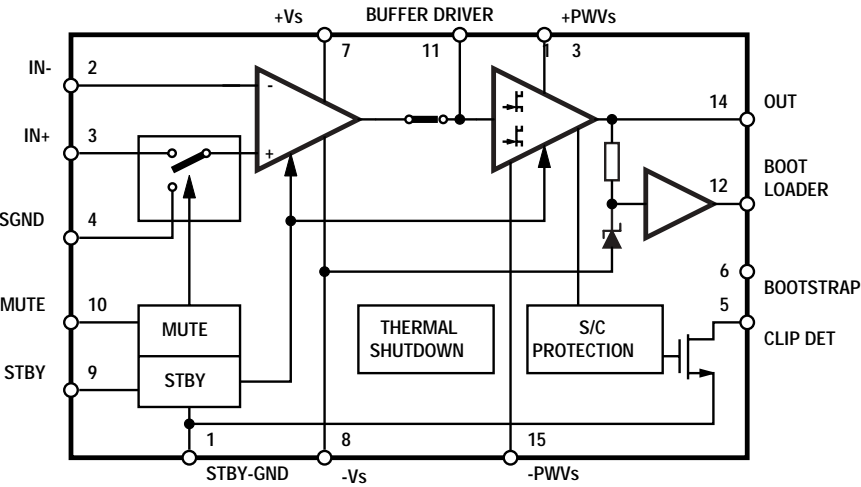 +Vs
BUFFER DRIVER
+PWVs
7
11
1 3
IN-
2
-
IN+
3
+
14
OUT
BOOT
LOADER
12
SGND
4
6
BOOTSTRAP
5
CLIP DET
MUTE
10
MUTE
THERMAL
SHUTDOWN
S/C
PROTECTION
STBY
9
STBY
1
8
15
STBY-GND
-Vs
-PWVs